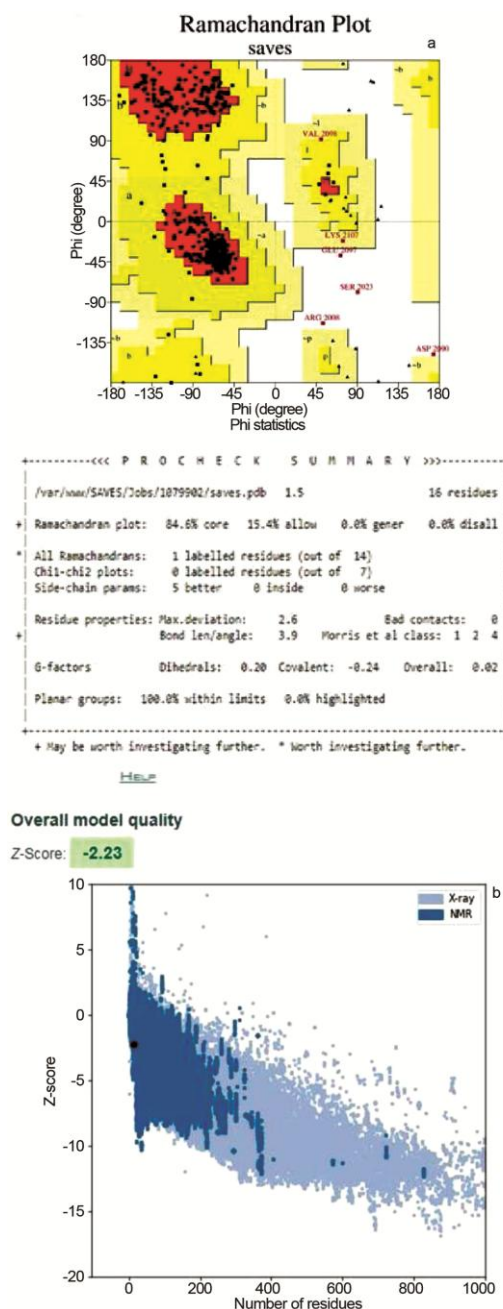 Ramachandran Plot
saves
a
180
135
90
45
0
-45
-90
-135
Phi (degree)
B
~b
~b
b
~l
VAL 2091
l
a
~a
LYS 2107
GLU 2097
SER 2023
ARG 2006
ASP 2000
~b
b
~p
p
~b
-180 -135 -90 -45 0 45 90 135 180
Phi (degree)
Phi statistics
+----------<<< P R O C H E C K S U M M A R Y >>>----------+
/var/www/SAVES/Jobs/1079902/saves.pdb 1.5 16 residues
+ Ramachandran plot: 84.6% core 15.4% allow 0.0% gener 0.0% disall
* All Ramachandrans: 1 labelled residues (out of 14)
Chi1-chi2 plots: 0 labelled residues (out of 7)
Side-chain params: 5 better 0 inside 0 worse
Residue properties: Max.deviation: 2.6 Bad contacts: 0
+ Bond len/angle: 3.9 Morris et al class: 1 2 4
G-factors Dihedrals: 0.20 Covalent: -0.24 Overall: 0.02
Planar groups: 100.0% within limits 0.0% highlighted
+ May be worth investigating further. * Worth investigating further.
HELP
Overall model quality
Z-Score: -2.23
b
X-ray
NMR
10
5
0
-5
-10
-15
-20
Z-score
0 200 400 600 800 1000
Number of residues